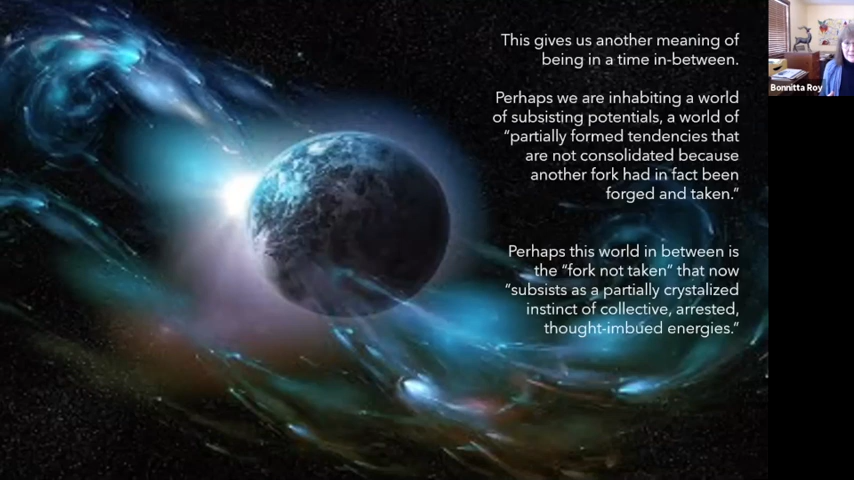 This gives us another meaning of
being in a time in-between.
Perhaps we are inhabiting a world
of subsisting potentials, a world of
“partially formed tendencies that
are not consolidated because
another fork had in fact been
forged and taken.”
Perhaps this world in between is
the “fork not taken” that now
“subsists as a partially crystalized
instinct of collective, arrested,
thought-imbued energies.”
Bonnitta Roy